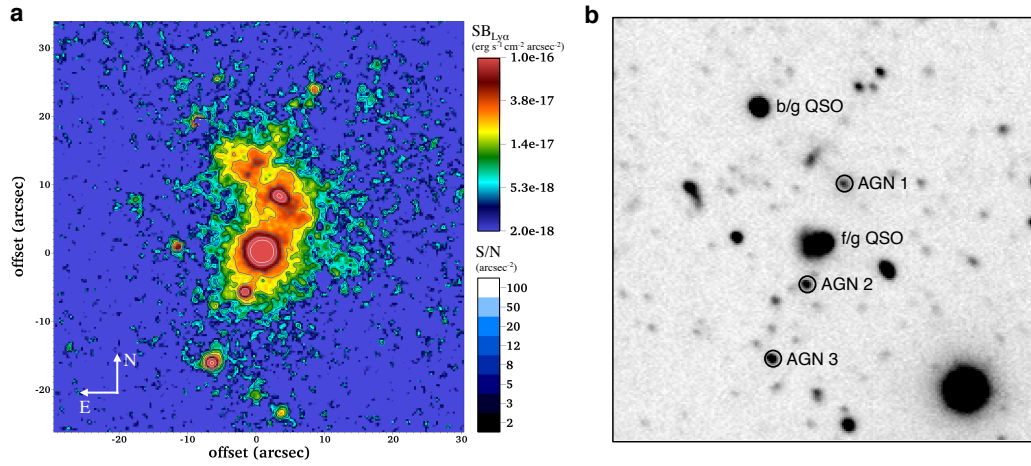 a
SB Lyα
(erg s⁻¹ cm⁻² arcsec⁻²)
1.0e-16
3.8e-17
1.4e-17
5.3e-18
2.0e-18
S/N
(arcsec⁻²)
100
50
20
12
8
5
3
2
30
20
10
0
-10
-20
offset (arcsec)
N
E
-20
-10
0
10
20
30
offset (arcsec)
b
b/g QSO
AGN 1
f/g QSO
AGN 2
AGN 3